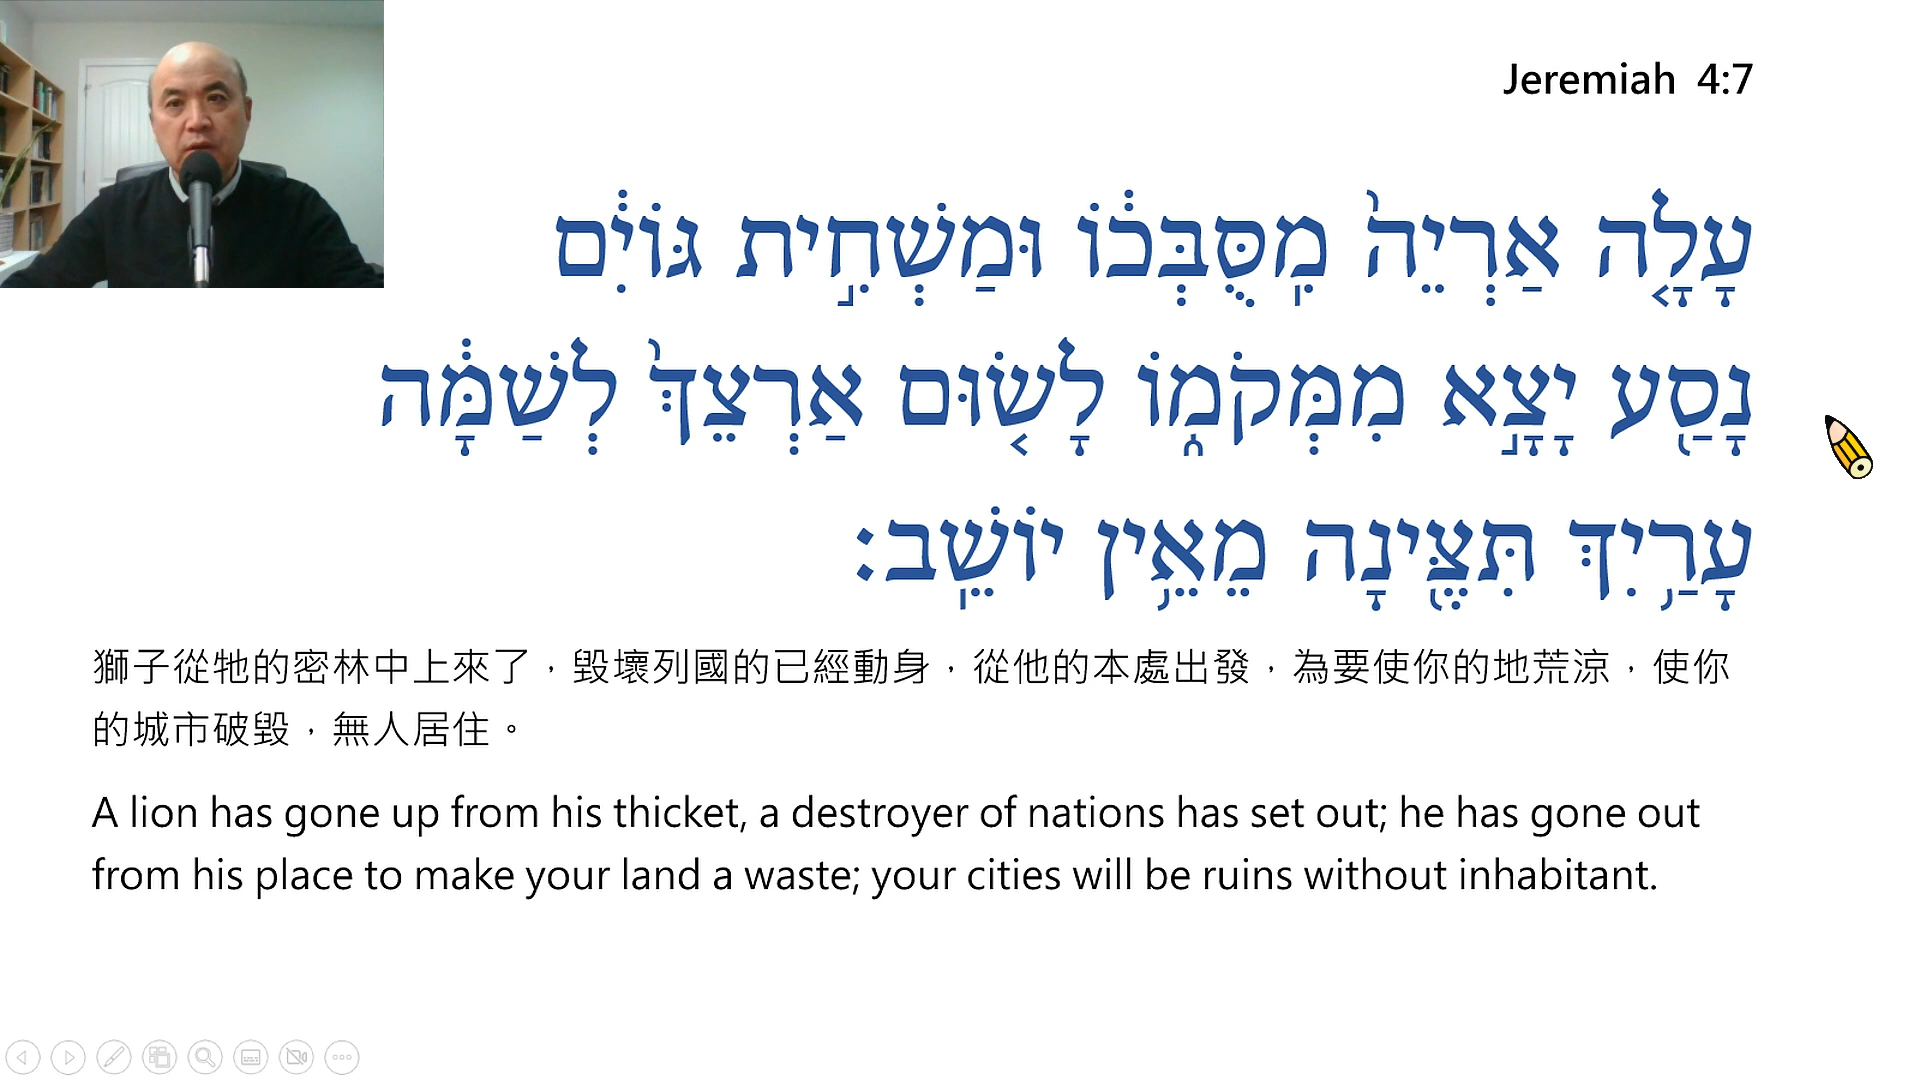 Jeremiah 4:7
עָלָ֤ה אַרְיֵה֙ מִֽסֻּבְּכ֔וֹ וּמַשְׁחִ֣ית גּוֹיִ֔ם
נָסַ֖ע יָצָ֣א מִמְּקֹמ֑וֹ לָשׂ֤וּם אַרְצֵךְ֙ לְשַׁמָּ֔ה
עָרַ֥יִךְ תִּצֶּ֖ינָה מֵאֵ֥ין יוֹשֵֽׁב׃
獅子從牠的密林中上來了，毀壞列國的已經動身，從他的本處出發，為要使你的地荒涼，使你
的城市破毀，無人居住。
A lion has gone up from his thicket, a destroyer of nations has set out; he has gone out
from his place to make your land a waste; your cities will be ruins without inhabitant.